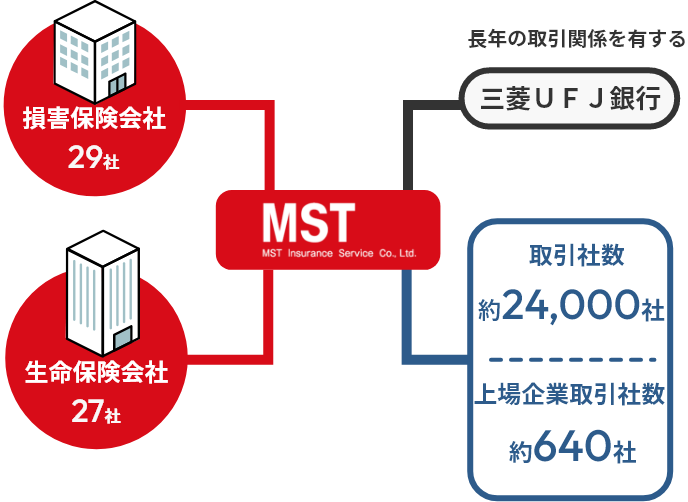 長年の取引関係を有する
三菱ＵＦＪ銀行
損害保険会社
29社
MST
MST Insurance Service Co., Ltd.
生命保険会社
27社
取引社数
約24,000社
上場企業取引社数
約640社